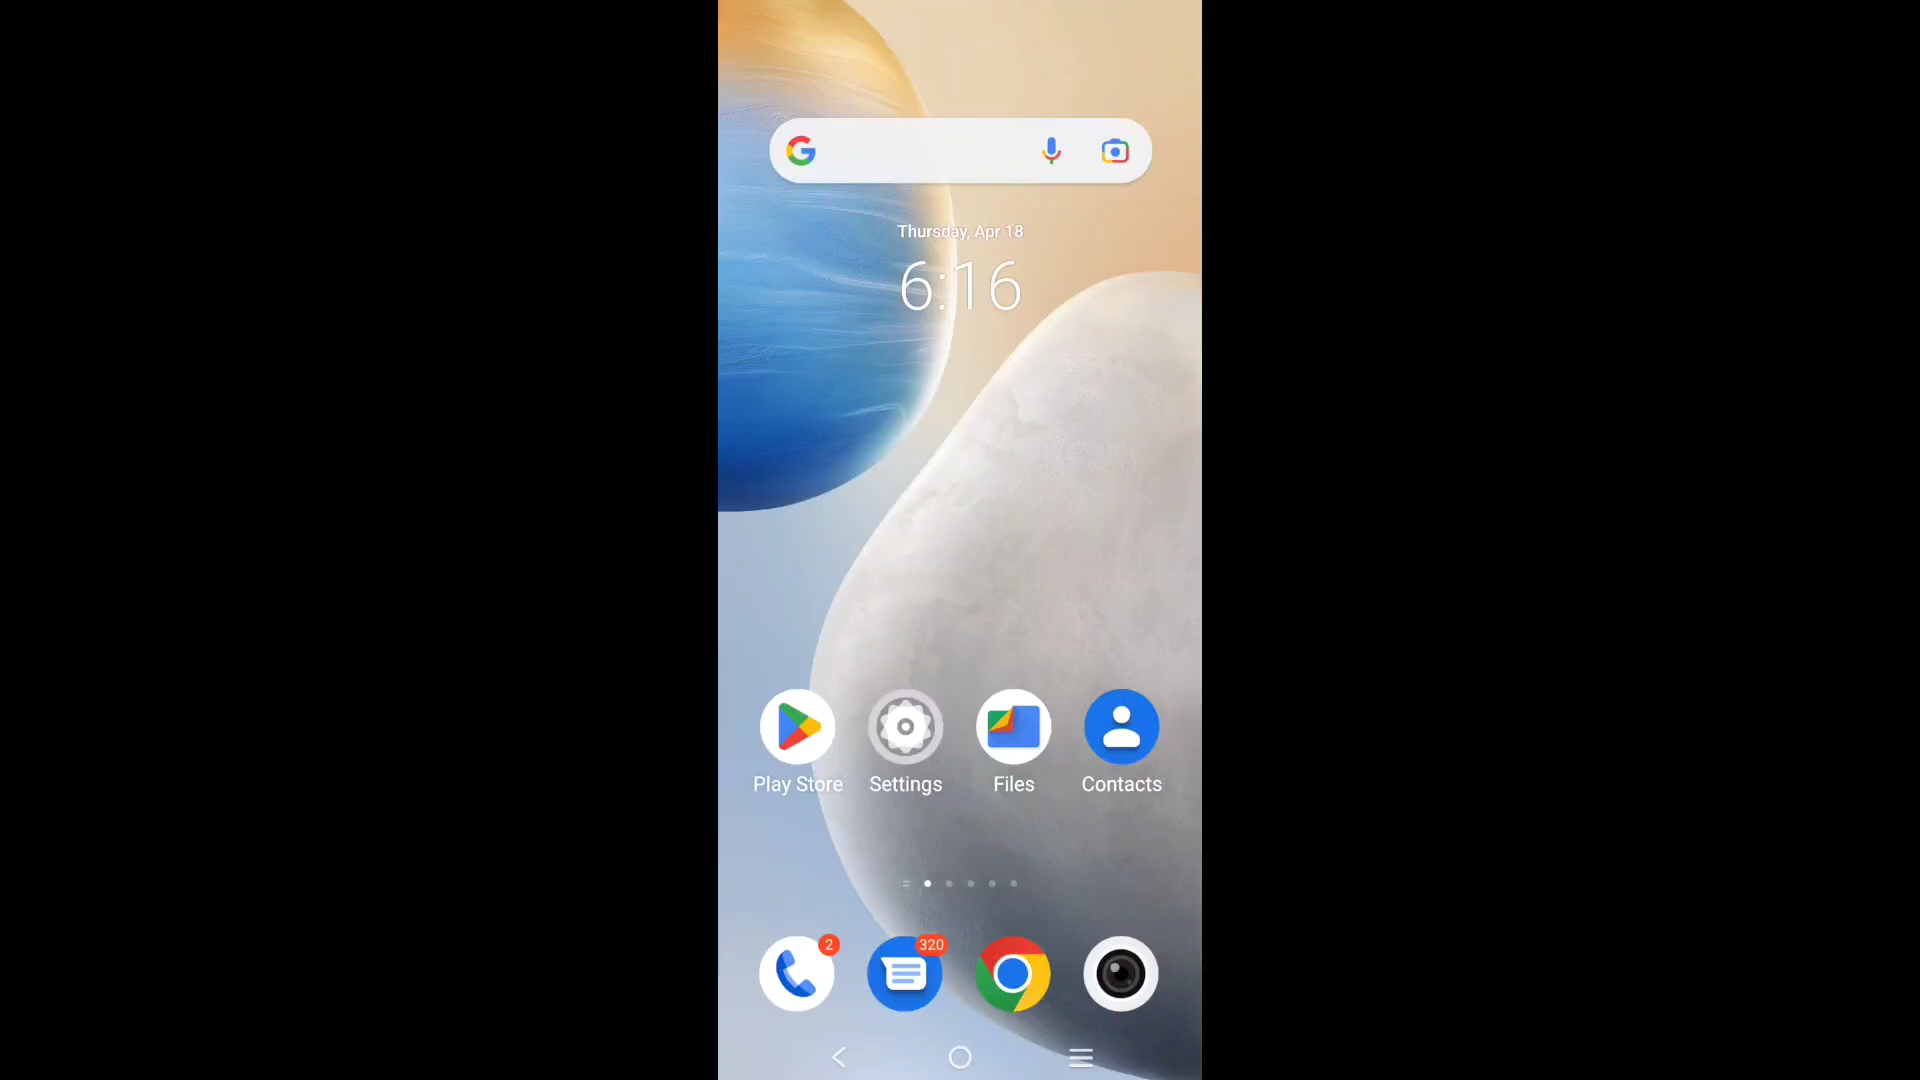 Thursday, Apr 18
6:16
Play Store
Settings
Files
Contacts
2
320